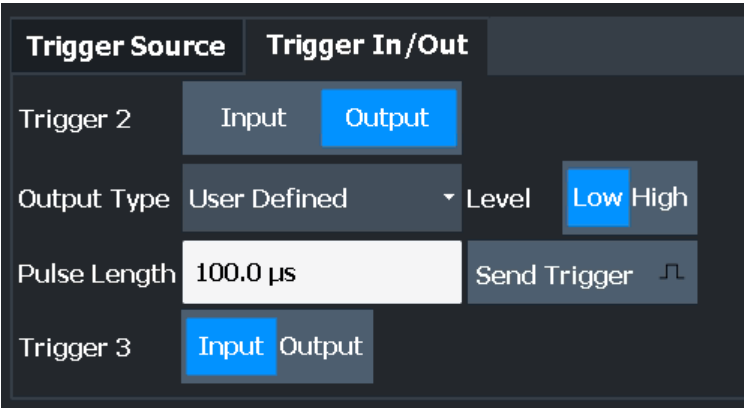 Trigger Source Trigger In/Out
Trigger 2 Input Output
Output Type User Defined Level Low High
Pulse Length 100.0 µs Send Trigger
Trigger 3 Input Output